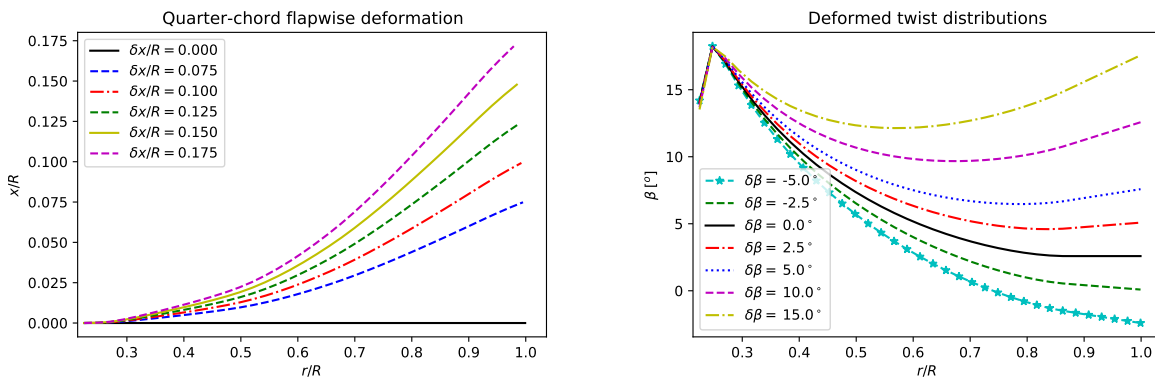 Quarter-chord flapwise deformation
0.175
0.150
0.125
0.100
0.075
0.050
0.025
0.000
x/R
δx/R = 0.000
δx/R = 0.075
δx/R = 0.100
δx/R = 0.125
δx/R = 0.150
δx/R = 0.175
0.3 0.4 0.5 0.6 0.7 0.8 0.9 1.0
r/R
Deformed twist distributions
15
10
5
0
β [°]
δβ = -5.0°
δβ = -2.5°
δβ = 0.0°
δβ = 2.5°
δβ = 5.0°
δβ = 10.0°
δβ = 15.0°
0.3 0.4 0.5 0.6 0.7 0.8 0.9 1.0
r/R